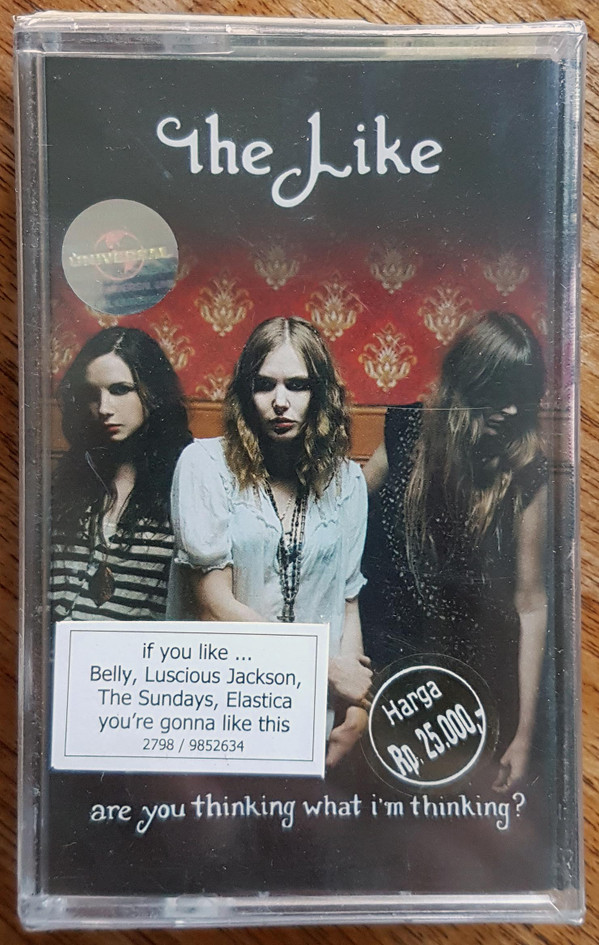 The Like
UNIVERSAL
if you like ...
Belly, Luscious Jackson,
The Sundays, Elastica
you're gonna like this
2798 / 9852634
Harga
Rp. 25.000,-
are you thinking what i'm thinking?